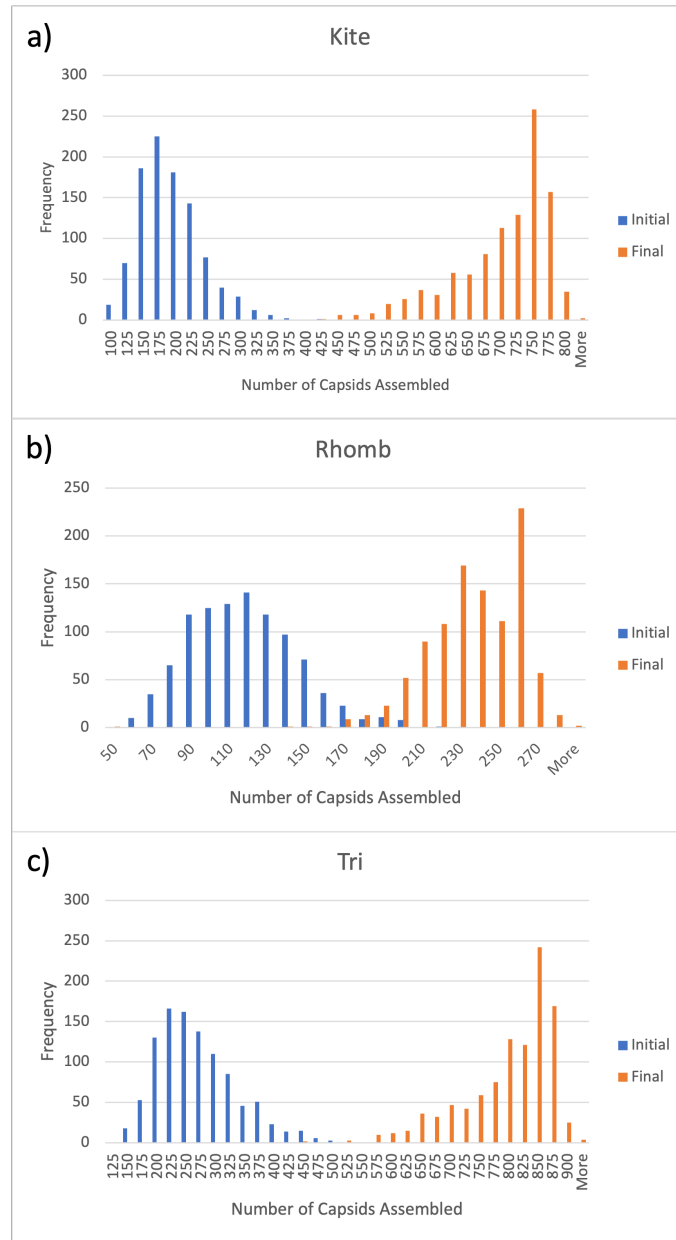 a)
Kite
300
250
200
150
100
50
0
Frequency
100 125 150 175 200 225 250 275 300 325 350 375 400 425 450 475 500 525 550 575 600 625 650 675 700 725 750 775 800 More
Number of Capsids Assembled
Initial
Final
b)
Rhomb
250
200
150
100
50
0
Frequency
50 70 90 110 130 150 170 190 210 230 250 270 More
Number of Capsids Assembled
Initial
Final
c)
Tri
300
250
200
150
100
50
0
Frequency
125 150 175 200 225 250 275 300 325 350 375 400 425 450 475 500 525 550 575 600 625 650 675 700 725 750 775 800 825 850 875 900 More
Number of Capsids Assembled
Initial
Final